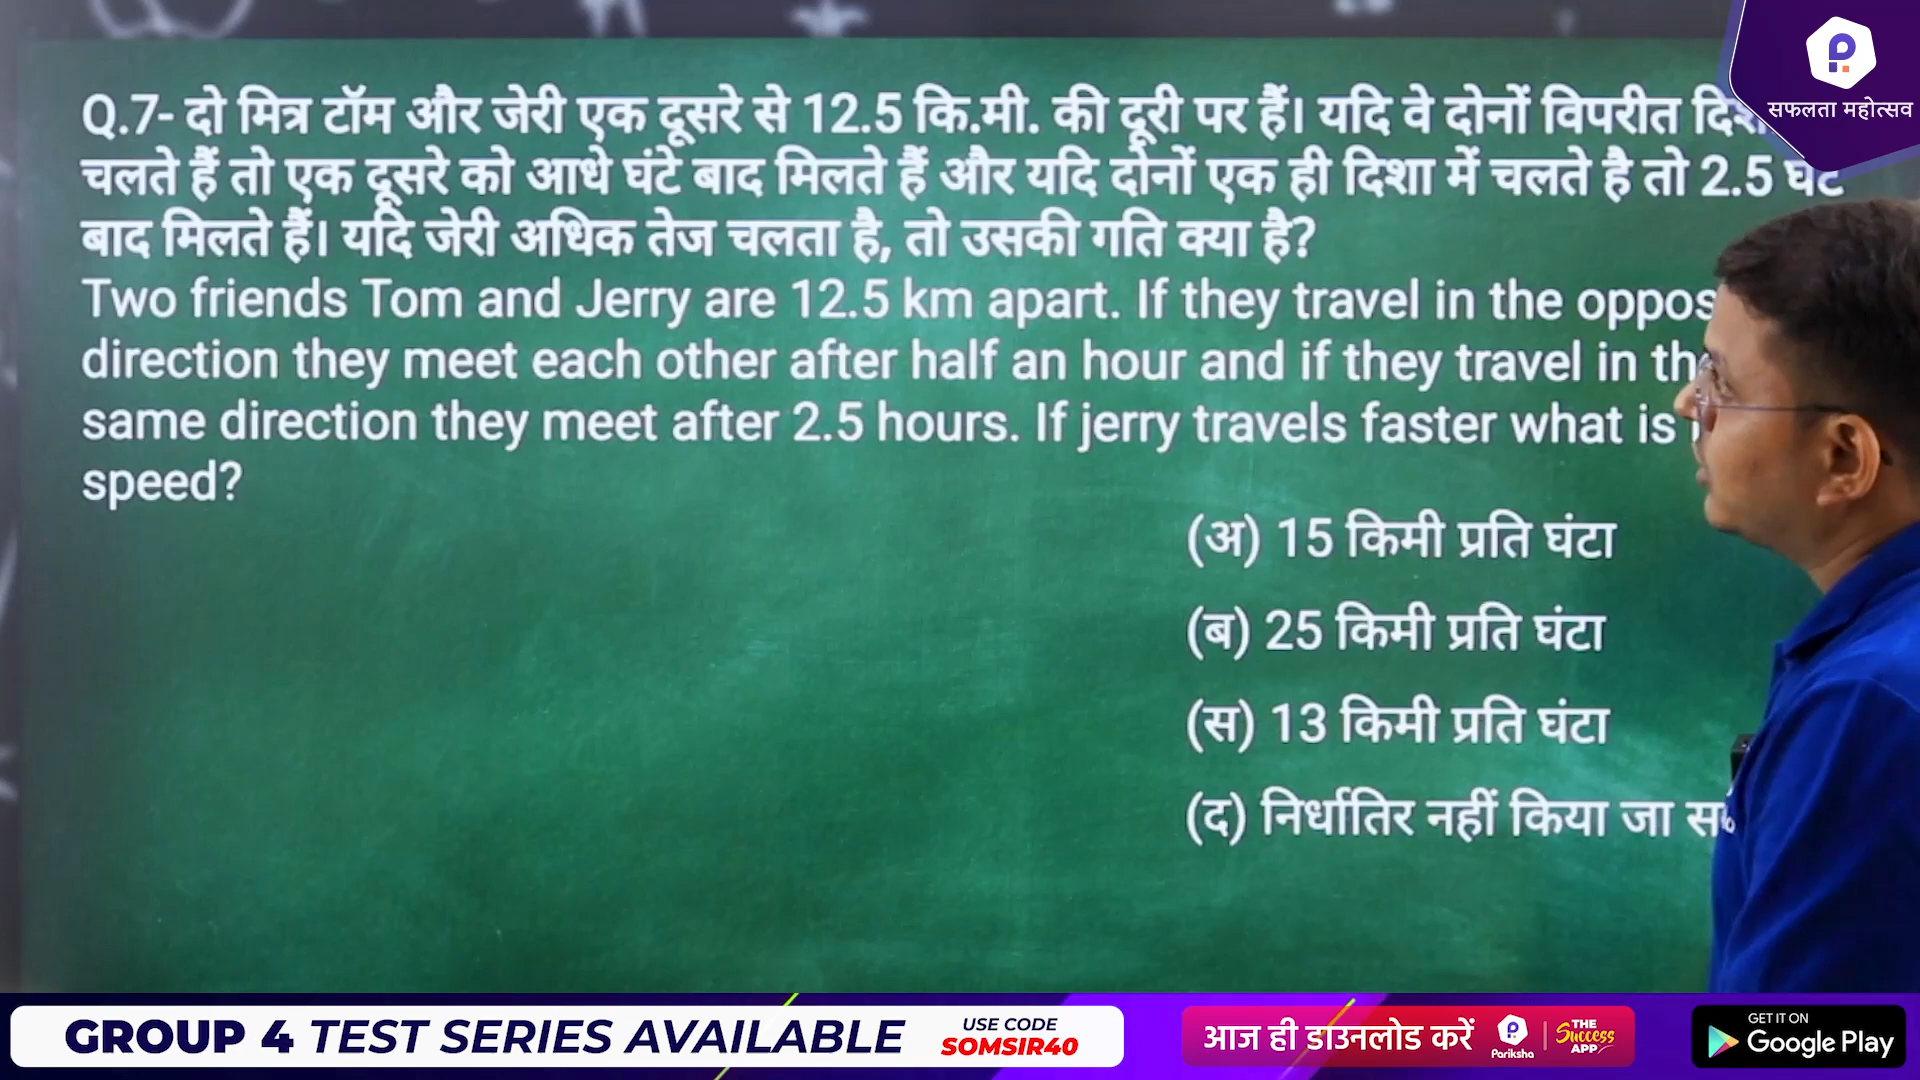 सफलता महोत्सव
Q.7- दो मित्र टॉम और जेरी एक दूसरे से 12.5 कि.मी. की दूरी पर हैं। यदि वे दोनों विपरीत
चलते हैं तो एक दूसरे को आधे घंटे बाद मिलते हैं और यदि दोनों एक ही दिशा में चलते है तो 2.5
बाद मिलते हैं। यदि जेरी अधिक तेज चलता है, तो उसकी गति क्या है?
Two friends Tom and Jerry are 12.5 km apart. If they travel in the
direction they meet each other after half an hour and if they travel in
same direction they meet after 2.5 hours. If jerry travels faster what is
speed?
(अ) 15 किमी प्रति घंटा
(ब) 25 किमी प्रति घंटा
(स) 13 किमी प्रति घंटा
(द) निर्धातिर नहीं किया जा
GROUP 4 TEST SERIES AVAILABLE
USE CODE
SOMSIR40
आज ही डाउनलोड करें
Pariksha
THE
Success
APP
GET IT ON
Google Play